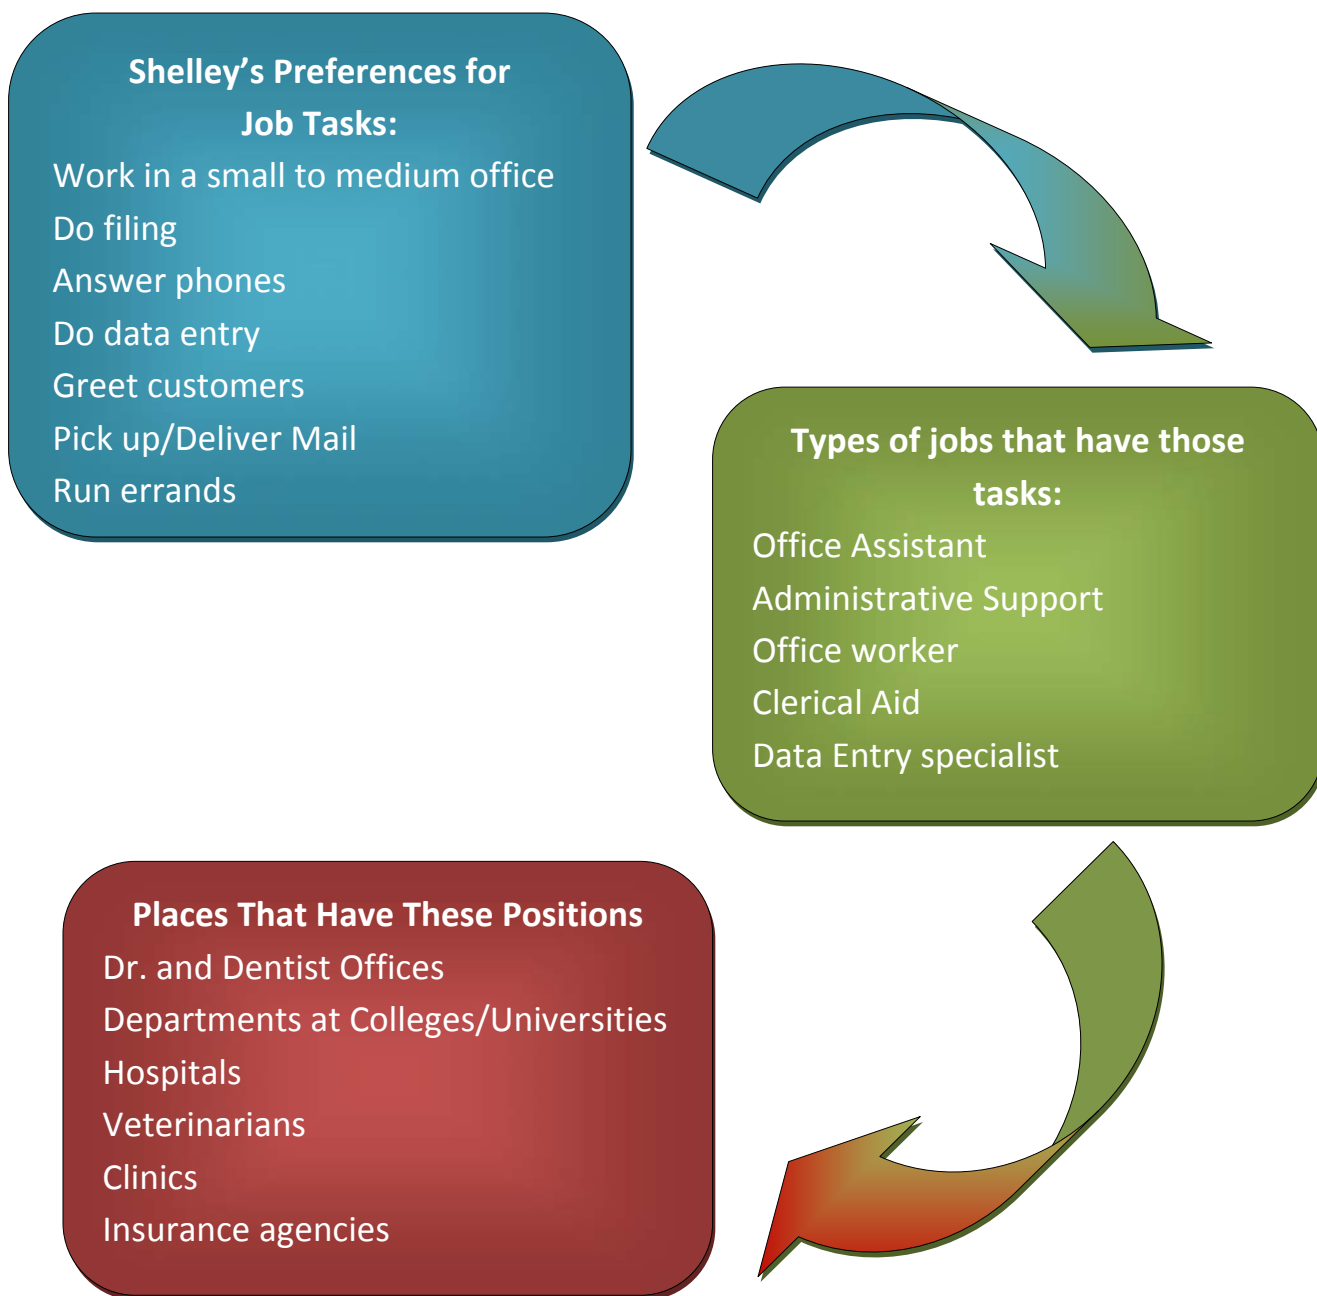 Shelley’s Preferences for
Job Tasks:
Work in a small to medium office
Do filing
Answer phones
Do data entry
Greet customers
Pick up/Deliver Mail
Run errands
Types of jobs that have those
tasks:
Office Assistant
Administrative Support
Office worker
Clerical Aid
Data Entry specialist
Places That Have These Positions
Dr. and Dentist Offices
Departments at Colleges/Universities
Hospitals
Veterinarians
Clinics
Insurance agencies